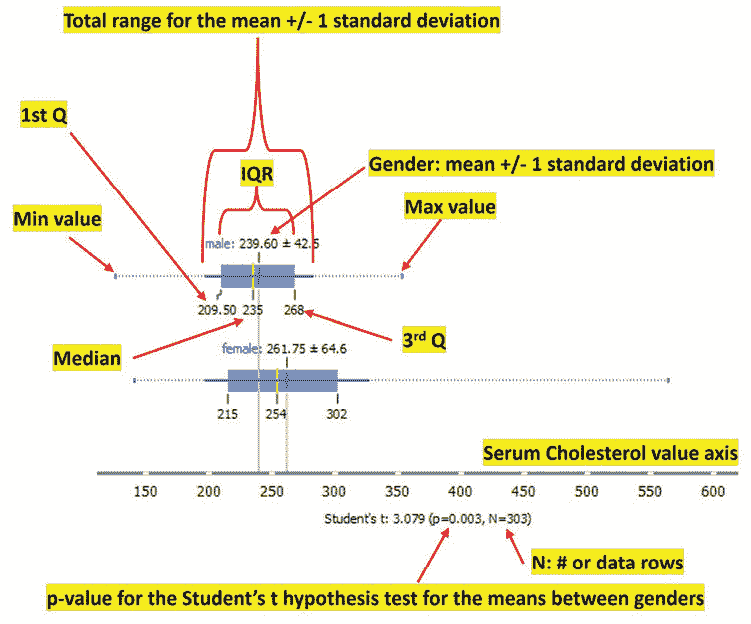 Total range for the mean +/- 1 standard deviation
1st Q
Gender: mean +/- 1 standard deviation
IQR
Min value
Max value
male: 239.60 ± 42.5
209.50 235 268
3rd Q
Median
female: 261.75 ± 64.6
215 254 302
Serum Cholesterol value axis
150 200 250 300 350 400 450 500 550 600
Student's t: 3.079 (p=0.003, N=303)
N: # or data rows
p-value for the Student's t hypothesis test for the means between genders